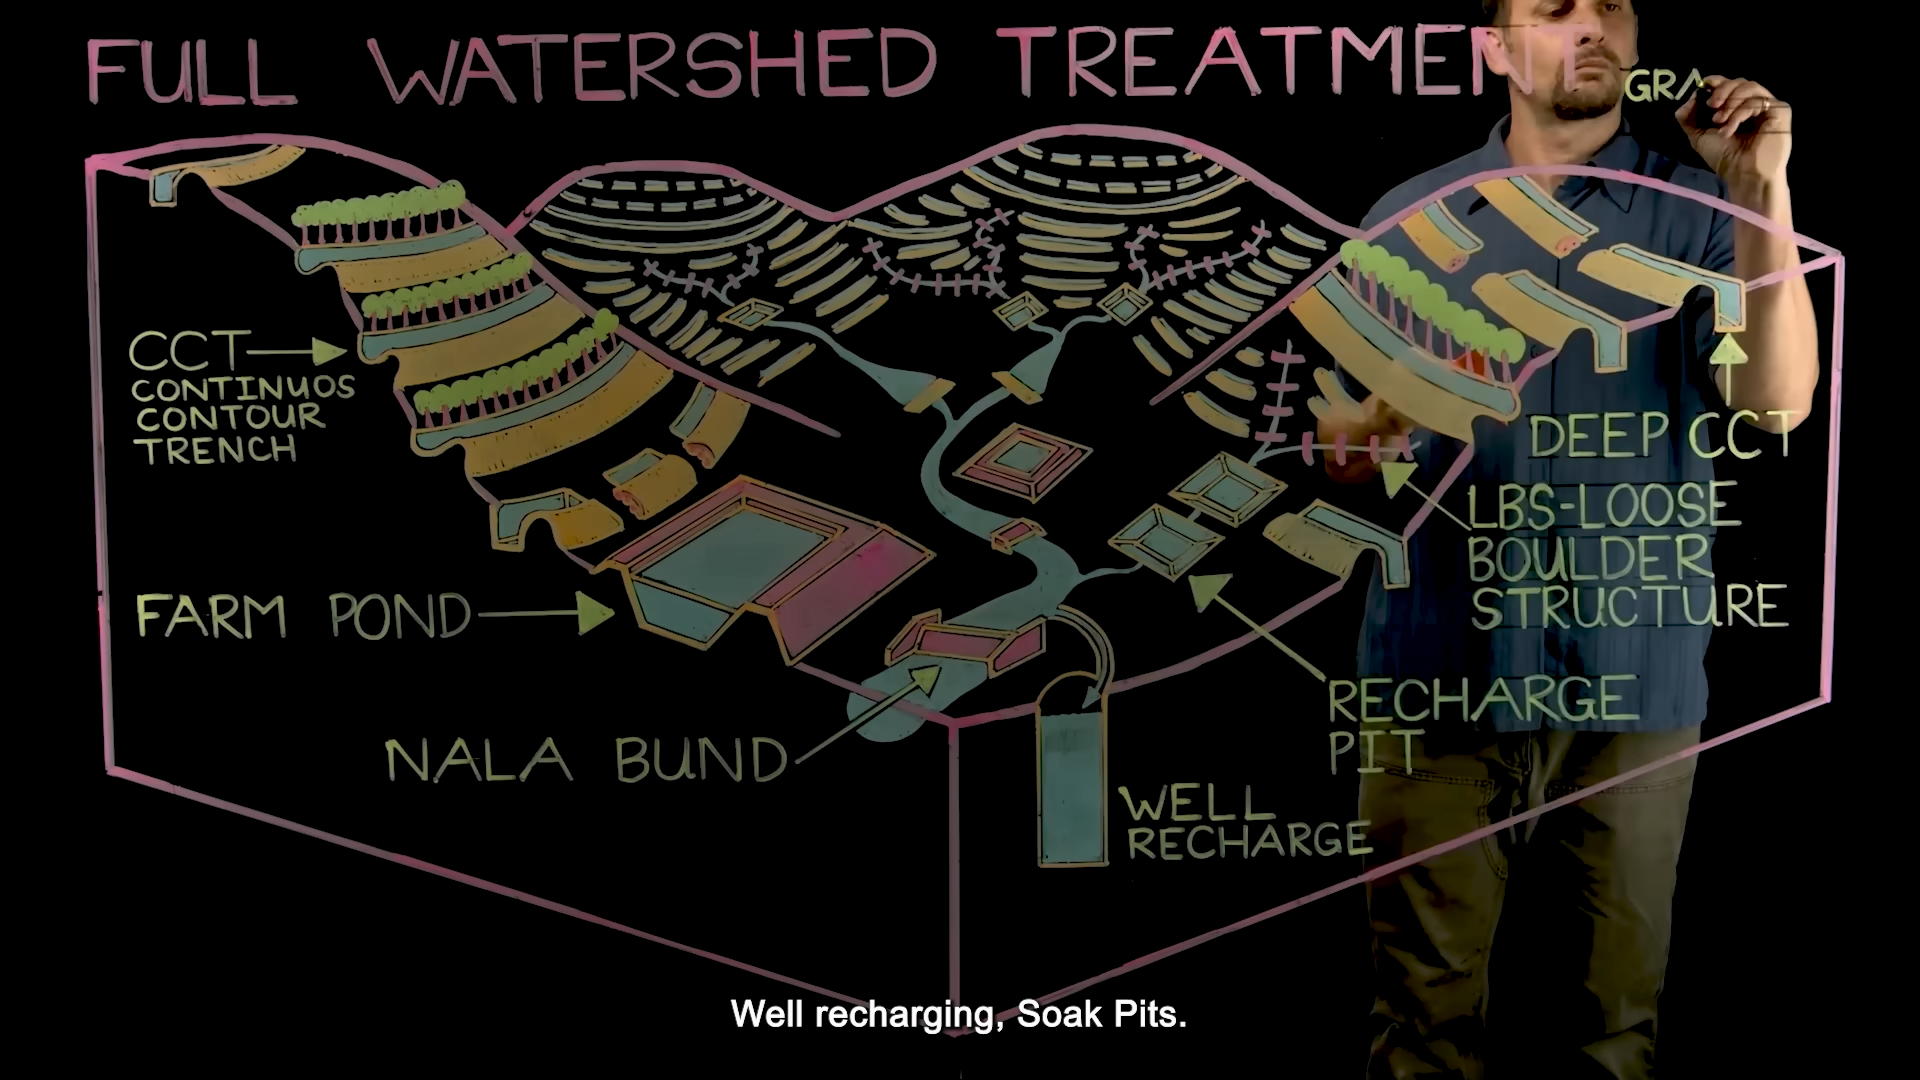 FULL WATERSHED TREATMENT
GRA
CCT
CONTINUOS
CONTOUR
TRENCH
DEEP CCT
LBS-LOOSE
BOULDER
STRUCTURE
FARM POND
RECHARGE
PIT
NALA BUND
WELL
RECHARGE
Well recharging, Soak Pits.